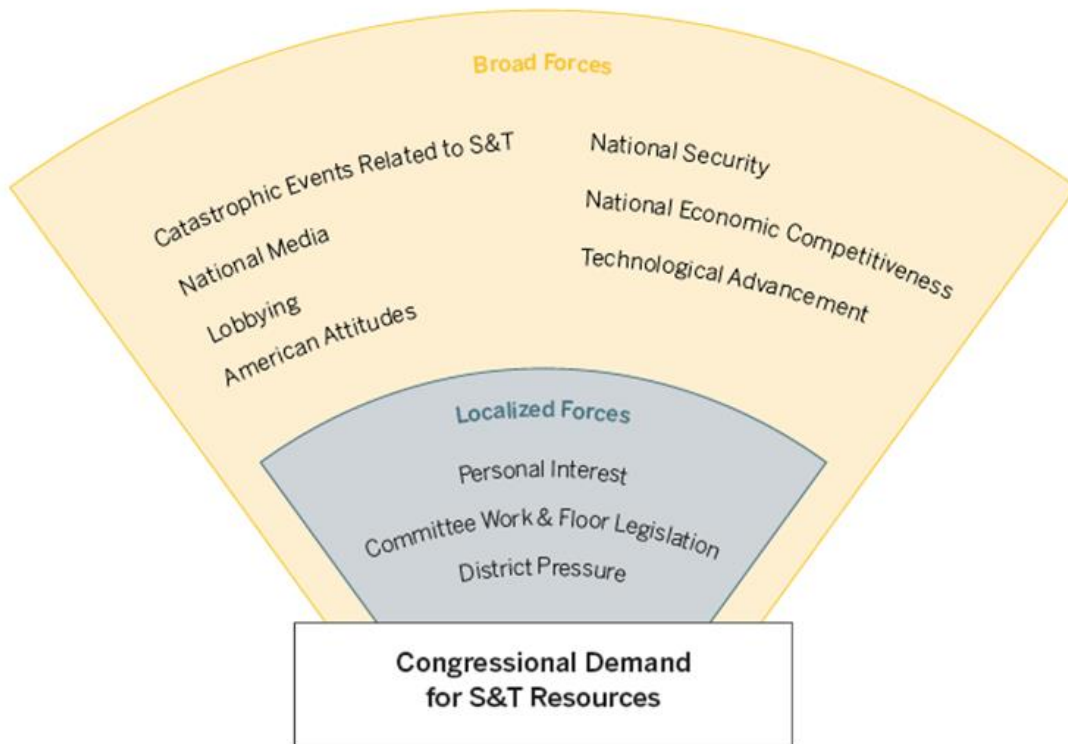 Broad Forces
Catastrophic Events Related to S&T
National Media
Lobbying
American Attitudes
National Security
National Economic Competitiveness
Technological Advancement
Localized Forces
Personal Interest
Committee Work & Floor Legislation
District Pressure
Congressional Demand
for S&T Resources